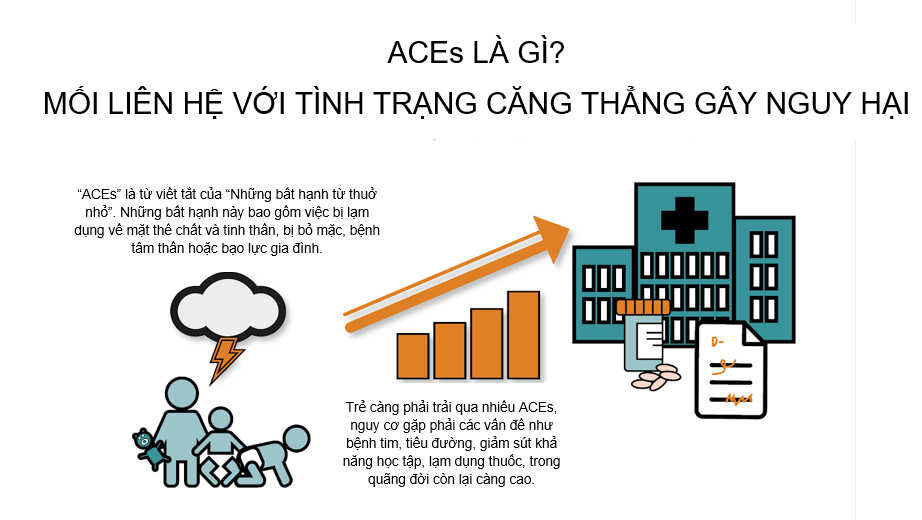 ACEs LÀ GÌ?
MỐI LIÊN HỆ VỚI TÌNH TRẠNG CĂNG THẲNG GÂY NGUY HẠI
“ACEs” là từ viết tắt của “Những bất hạnh từ thuở
nhỏ”. Những bất hạnh này bao gồm việc bị lạm
dụng về mặt thể chất và tinh thần, bị bỏ mặc, bệnh
tâm thần hoặc bạo lực gia đình.
Trẻ càng phải trải qua nhiều ACEs,
nguy cơ gặp phải các vấn đề như
bệnh tim, tiêu đường, giảm sút khả
năng học tập, lạm dụng thuốc, trong
quãng đời còn lại càng cao.
D-